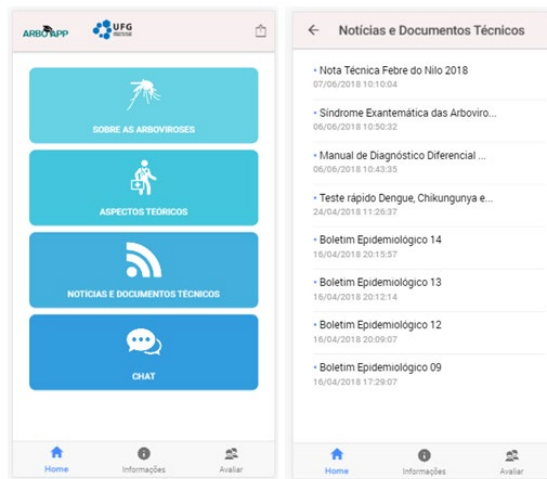 ARBO APP
UFG
SOBRE AS ARBOVIROSES
ASPECTOS TEÓRICOS
NOTÍCIAS E DOCUMENTOS TÉCNICOS
CHAT
Home Informações Avaliar
Notícias e Documentos Técnicos
• Nota Técnica Febre do Nilo 2018
07/06/2018 10:10:04
• Síndrome Exantemática das Arboviro...
06/06/2018 10:50:32
• Manual de Diagnóstico Diferencial ...
06/06/2018 10:43:35
• Teste rápido Dengue, Chikungunya e...
24/04/2018 11:26:37
• Boletim Epidemiológico 14
16/04/2018 20:15:57
• Boletim Epidemiológico 13
16/04/2018 20:12:14
• Boletim Epidemiológico 12
16/04/2018 20:09:07
• Boletim Epidemiológico 09
16/04/2018 17:29:07
Home Informações Avaliar